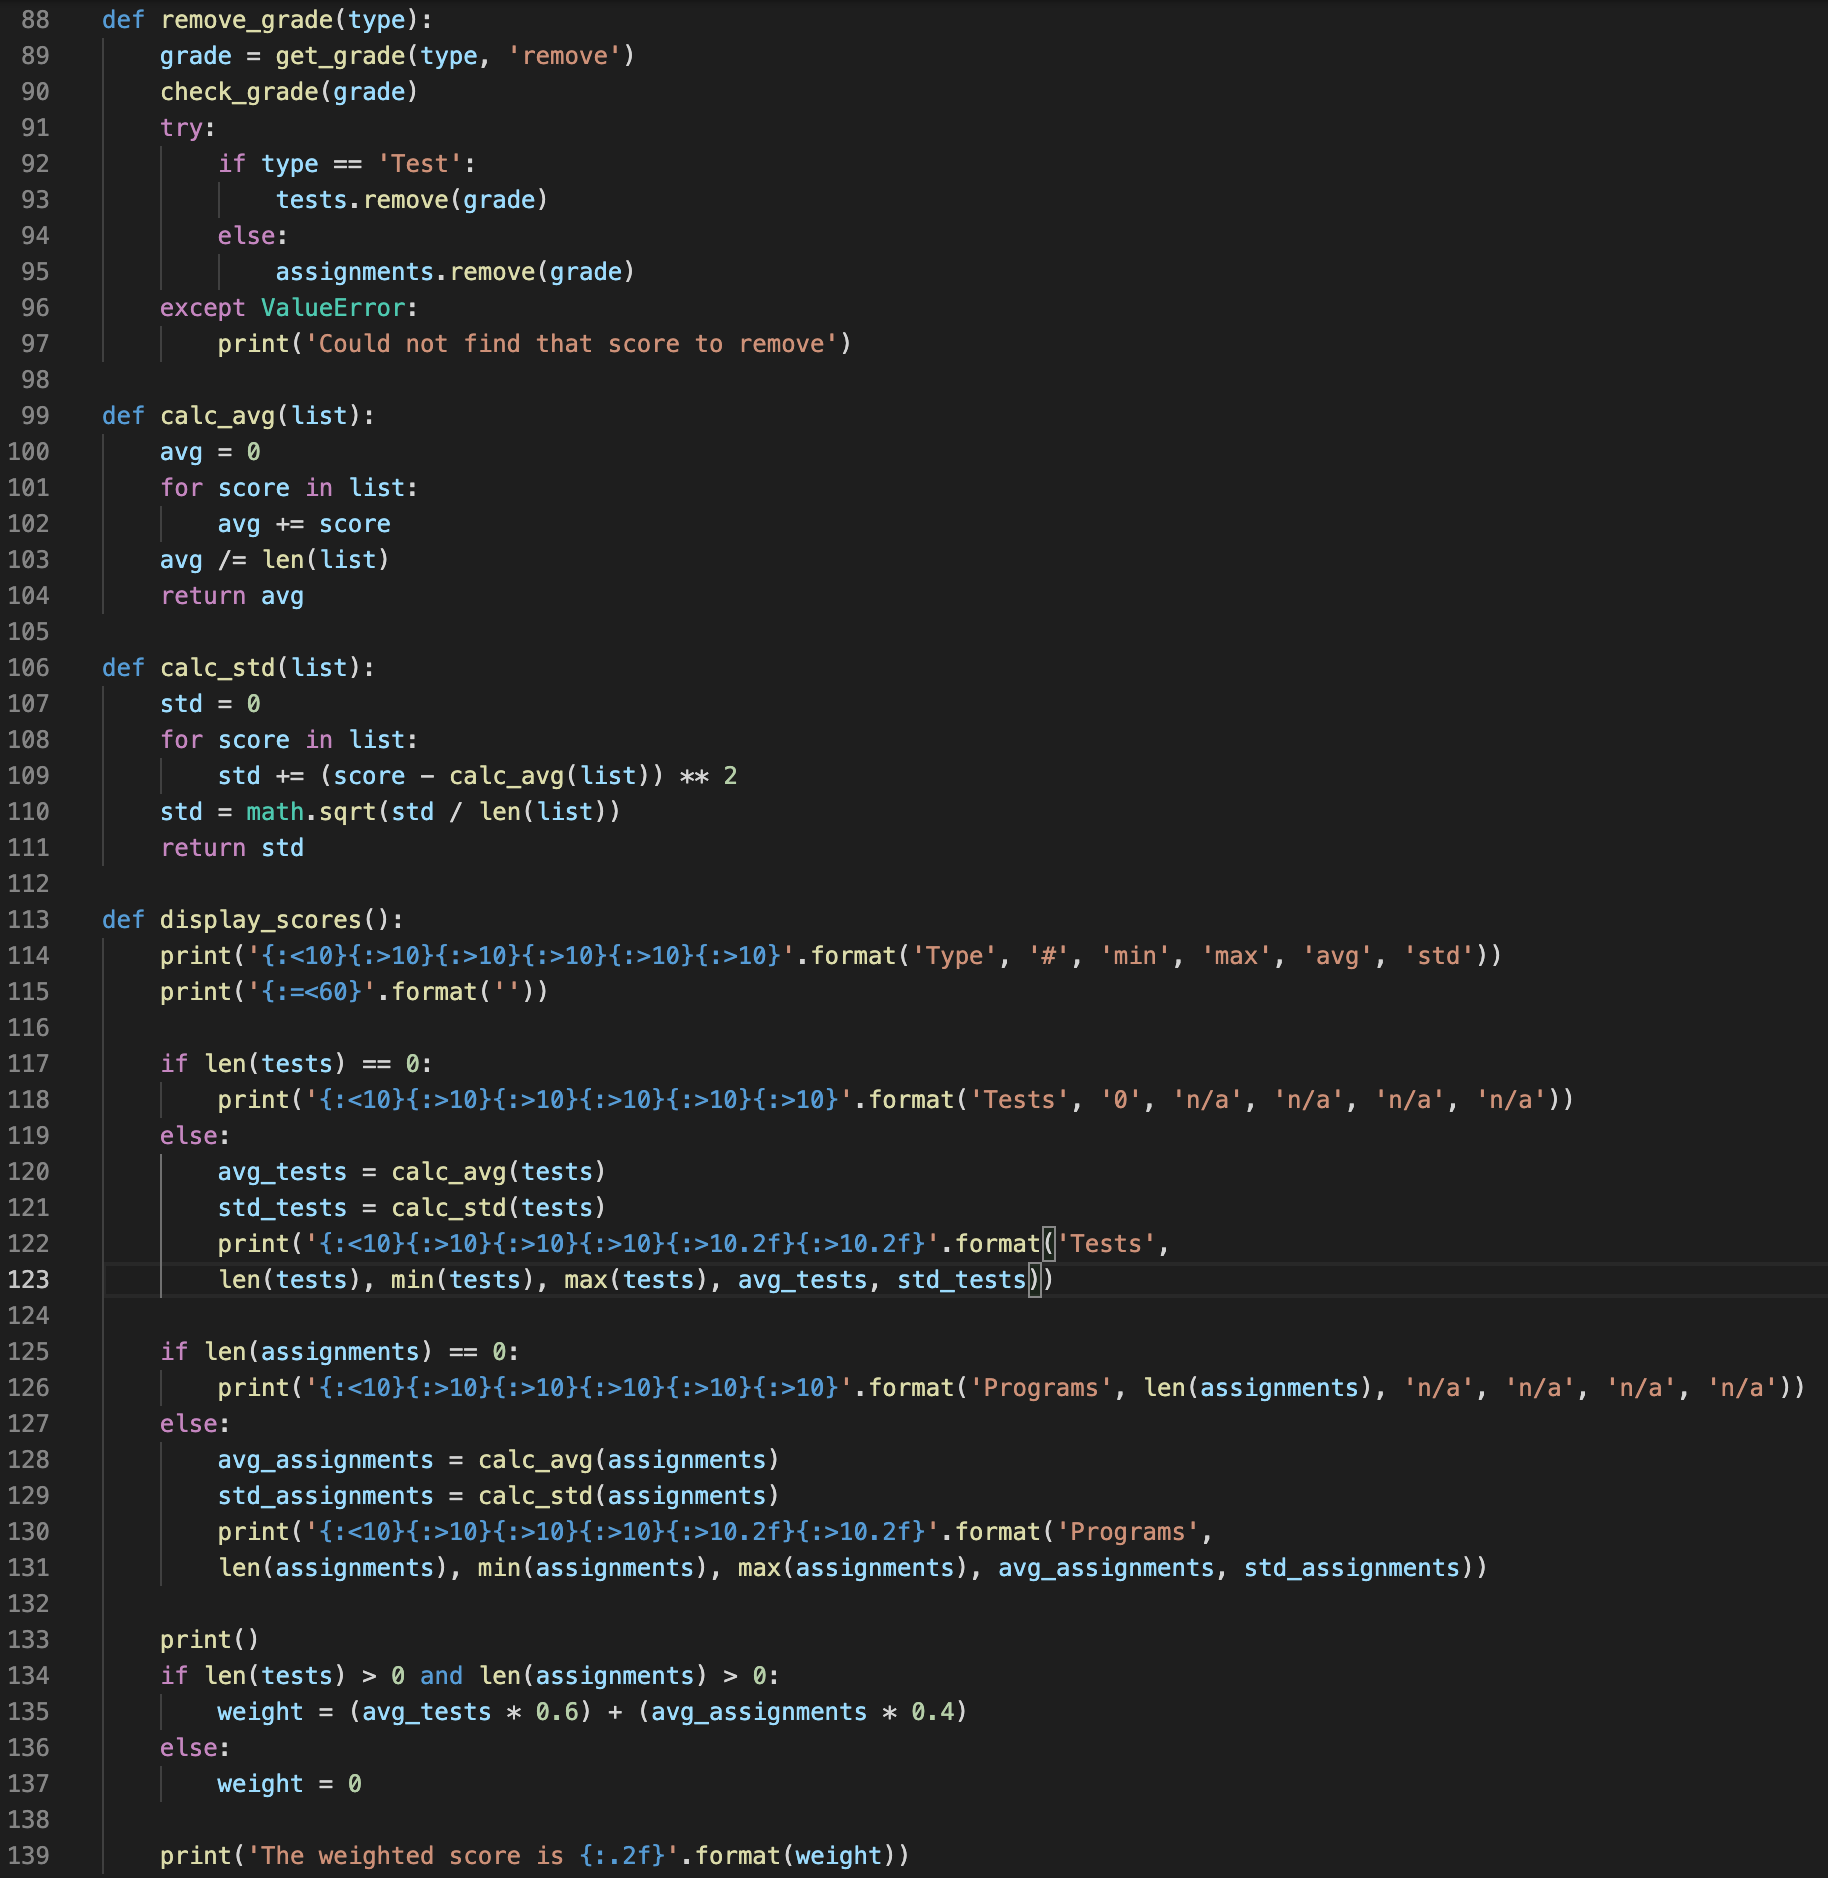 88 def remove_grade(type):
89     grade = get_grade(type, 'remove')
90     check_grade(grade)
91     try:
92         if type == 'Test':
93             tests.remove(grade)
94         else:
95             assignments.remove(grade)
96     except ValueError:
97         print('Could not find that score to remove')
98
99 def calc_avg(list):
100     avg = 0
101     for score in list:
102         avg += score
103     avg /= len(list)
104     return avg
105
106 def calc_std(list):
107     std = 0
108     for score in list:
109         std += (score - calc_avg(list)) ** 2
110     std = math.sqrt(std / len(list))
111     return std
112
113 def display_scores():
114     print('{:<10}{:>10}{:>10}{:>10}{:>10}{:>10}'.format('Type', '#', 'min', 'max', 'avg', 'std'))
115     print('{:=<60}'.format(''))
116
117     if len(tests) == 0:
118         print('{:<10}{:>10}{:>10}{:>10}{:>10}{:>10}'.format('Tests', '0', 'n/a', 'n/a', 'n/a', 'n/a'))
119     else:
120         avg_tests = calc_avg(tests)
121         std_tests = calc_std(tests)
122         print('{:<10}{:>10}{:>10}{:>10}{:>10.2f}{:>10.2f}'.format('Tests',
123         len(tests), min(tests), max(tests), avg_tests, std_tests))
124
125     if len(assignments) == 0:
126         print('{:<10}{:>10}{:>10}{:>10}{:>10}{:>10}'.format('Programs', len(assignments), 'n/a', 'n/a', 'n/a', 'n/a'))
127     else:
128         avg_assignments = calc_avg(assignments)
129         std_assignments = calc_std(assignments)
130         print('{:<10}{:>10}{:>10}{:>10}{:>10.2f}{:>10.2f}'.format('Programs',
131         len(assignments), min(assignments), max(assignments), avg_assignments, std_assignments))
132
133     print()
134     if len(tests) > 0 and len(assignments) > 0:
135         weight = (avg_tests * 0.6) + (avg_assignments * 0.4)
136     else:
137         weight = 0
138
139     print('The weighted score is {:.2f}'.format(weight))